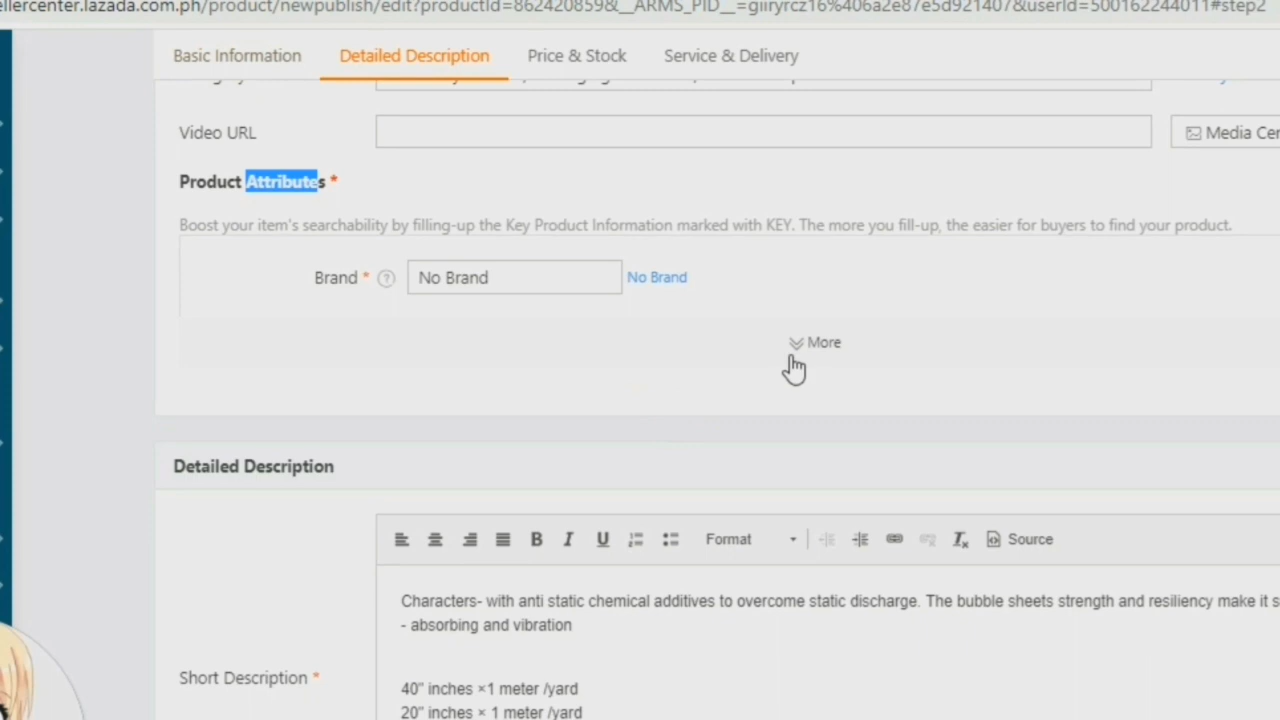 ellercenter.lazada.com.ph/product/newpublish/edit?productId=862420859&__ARMS_PID__=giiryrcz16%406a2e87e5d921407&userId=500162244011#step2
Basic Information Detailed Description Price & Stock Service & Delivery
Video URL
Media Cen
Product Attributes *
Boost your item's searchability by filling-up the Key Product Information marked with KEY. The more you fill-up, the easier for buyers to find your product.
Brand * ? No Brand No Brand
More
Detailed Description
B I U Format Source
Characters- with anti static chemical additives to overcome static discharge. The bubble sheets strength and resiliency make it s
- absorbing and vibration
Short Description *
40" inches ×1 meter /yard
20" inches × 1 meter /yard